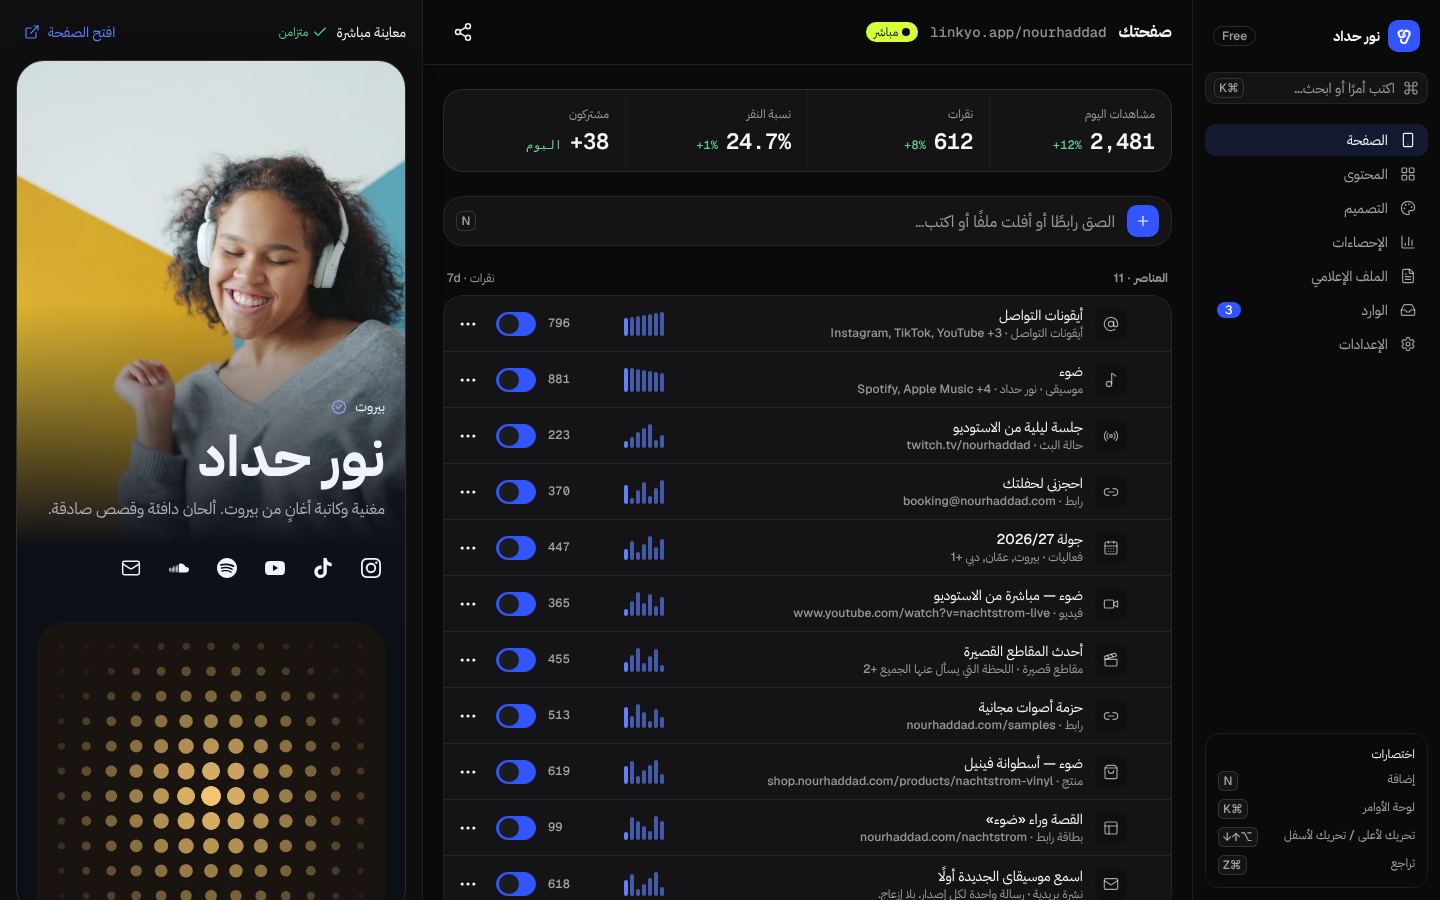 نور حداد
Free
اكتب أمرًا أو ابحث...
⌘K
الصفحة
المحتوى
التصميم
الإحصاءات
الملف الإعلامي
الوارد
3
الإعدادات
اختصارات
إضافة
N
لوحة الأوامر
⌘K
تحريك لأعلى / تحريك لأسفل
⌥↑↓
تراجع
⌘Z
صفحتك
linkyo.app/nourhaddad
مباشر
مشاهدات اليوم
2,481 +12%
نقرات
612 +8%
نسبة النقر
24.7% +1%
مشتركون
+38 اليوم
الصق رابطًا أو أفلت ملفًا أو اكتب...
N
العناصر · 11
نقرات · 7d
أيقونات التواصل
أيقونات التواصل · Instagram, TikTok, YouTube +3
796
ضوء
موسيقى · نور حداد · Spotify, Apple Music +4
881
جلسة ليلية من الاستوديو
حالة البث · twitch.tv/nourhaddad
223
احجزني لحفلتك
رابط · booking@nourhaddad.com
370
جولة 2026/27
فعاليات · بيروت, عمّان, دبي +1
447
ضوء — مباشرة من الاستوديو
فيديو · www.youtube.com/watch?v=nachtstrom-live
365
أحدث المقاطع القصيرة
مقاطع قصيرة · اللحظة التي يسأل عنها الجميع +2
455
حزمة أصوات مجانية
رابط · nourhaddad.com/samples
513
ضوء — أسطوانة فينيل
منتج · shop.nourhaddad.com/products/nachtstrom-vinyl
619
القصة وراء «ضوء»
بطاقة رابط · nourhaddad.com/nachtstrom
99
اسمع موسيقاي الجديدة أولًا
نشرة بريدية · رسالة واحدة لكل إصدار. بلا إزعاج.
618
معاينة مباشرة
متزامن
افتح الصفحة
بيروت
نور حداد
مغنية وكاتبة أغانٍ من بيروت. ألحان دافئة وقصص صادقة.